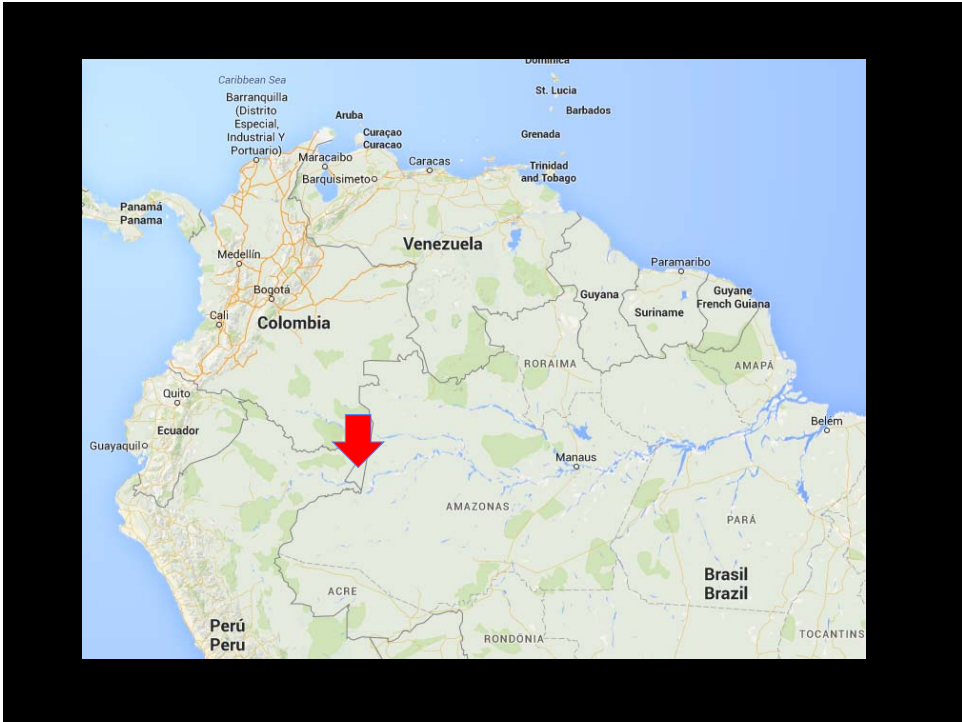 Dominica
Caribbean Sea
St. Lucia
Barranquilla
(Distrito
Especial,
Industrial Y
Portuario)
Barbados
Aruba
Curaçao
Curacao
Grenada
Maracaibo
Caracas
Barquisimeto
Trinidad
and Tobago
Panamá
Panama
Venezuela
Medellín
Paramaribo
Bogotá
Guyana
Guyane
French Guiana
Suriname
Cali
Colombia
RORAIMA
AMAPÁ
Quito
Ecuador
Belém
Guayaquil
Manaus
AMAZONAS
PARÁ
Brasil
Brazil
ACRE
Perú
Peru
RONDÔNIA
TOCANTINS